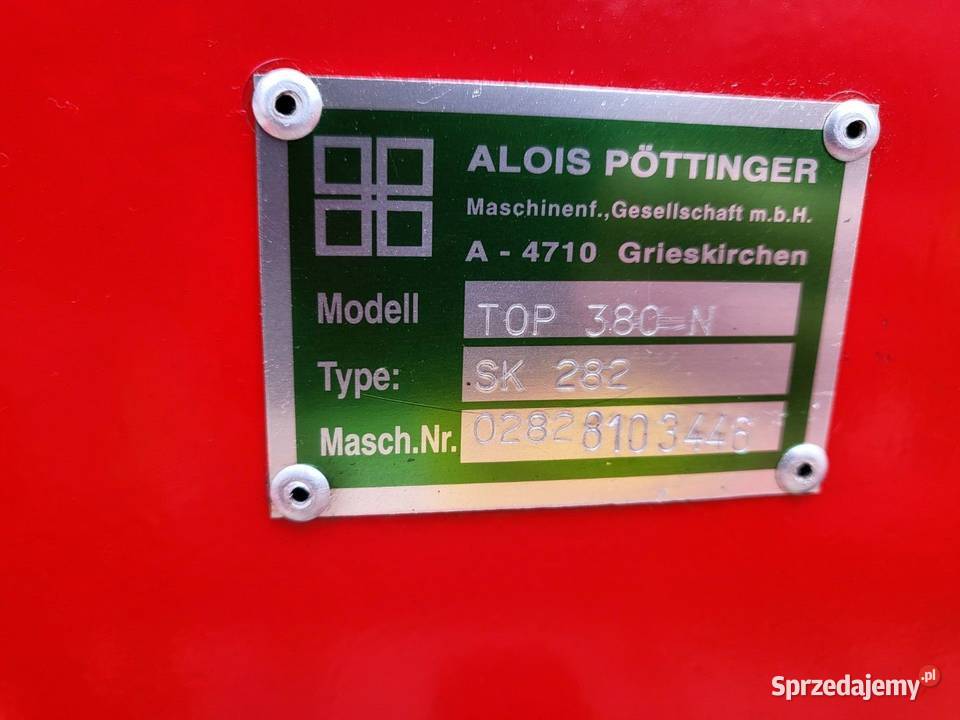 ALOIS PÖTTINGER
Maschinenf.,Gesellschaft m.b.H.
A - 4710 Grieskirchen
Modell TOP 380 N
Type: SK 282
Masch.Nr. 02828103446
Sprzedajemy.pl